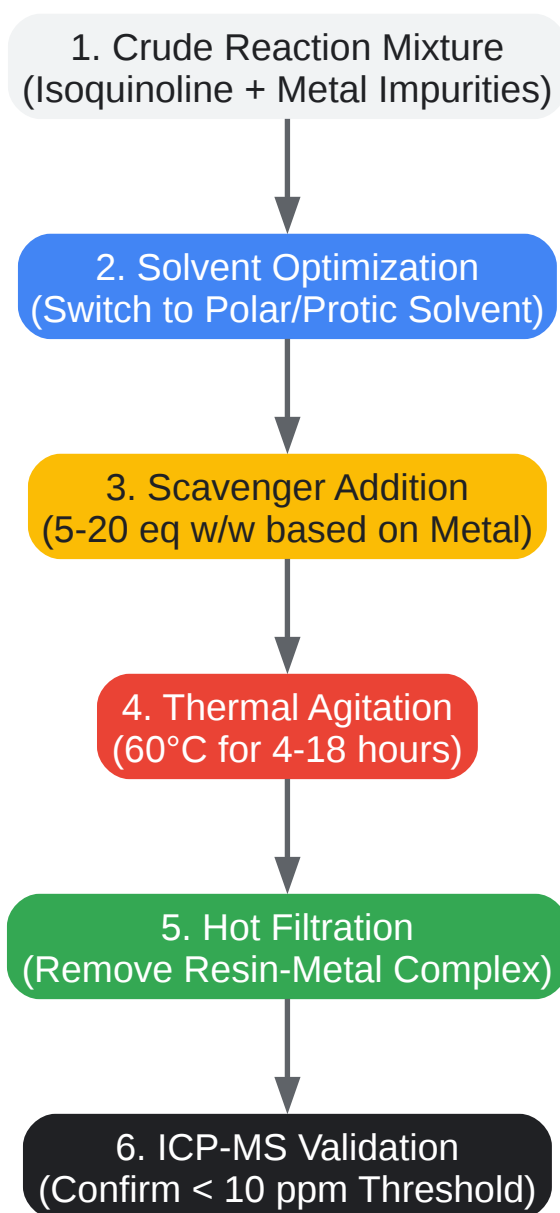 1. Crude Reaction Mixture
(Isoquinoline + Metal Impurities)
2. Solvent Optimization
(Switch to Polar/Protic Solvent)
3. Scavenger Addition
(5-20 eq w/w based on Metal)
4. Thermal Agitation
(60°C for 4-18 hours)
5. Hot Filtration
(Remove Resin-Metal Complex)
6. ICP-MS Validation
(Confirm < 10 ppm Threshold)